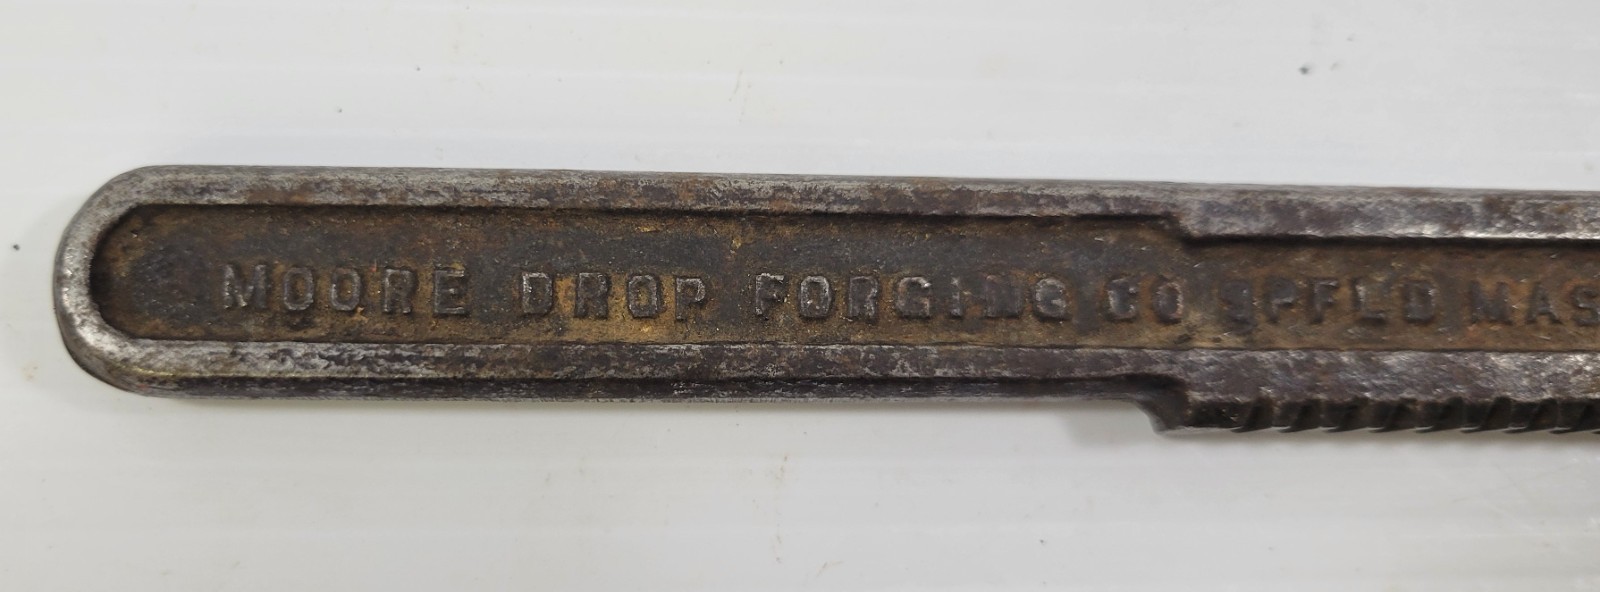 MOORE DROP FORGING CO SPFLD MAS